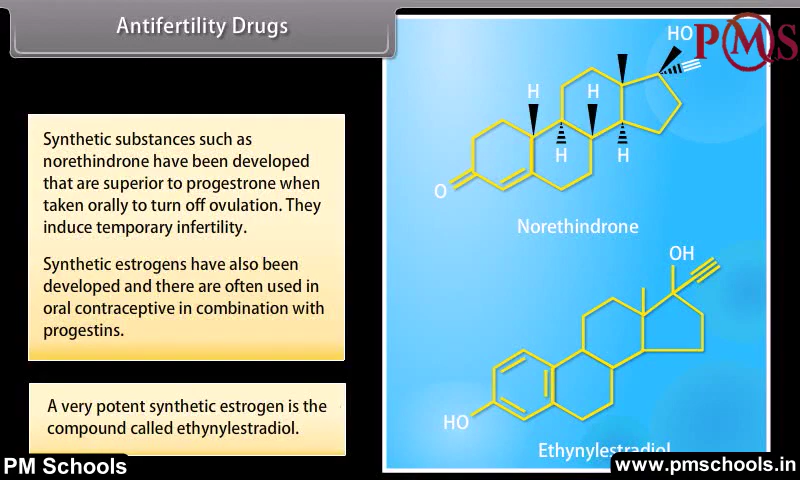 Antifertility Drugs
PMS
Synthetic substances such as
norethindrone have been developed
that are superior to progestrone when
taken orally to turn off ovulation. They
induce temporary infertility.
Synthetic estrogens have also been
developed and there are often used in
oral contraceptive in combination with
progestins.
A very potent synthetic estrogen is the
compound called ethynylestradiol.
HO
H H
H H
O
Norethindrone
OH
HO
Ethynylestradiol
PM Schools
www.pmschools.in